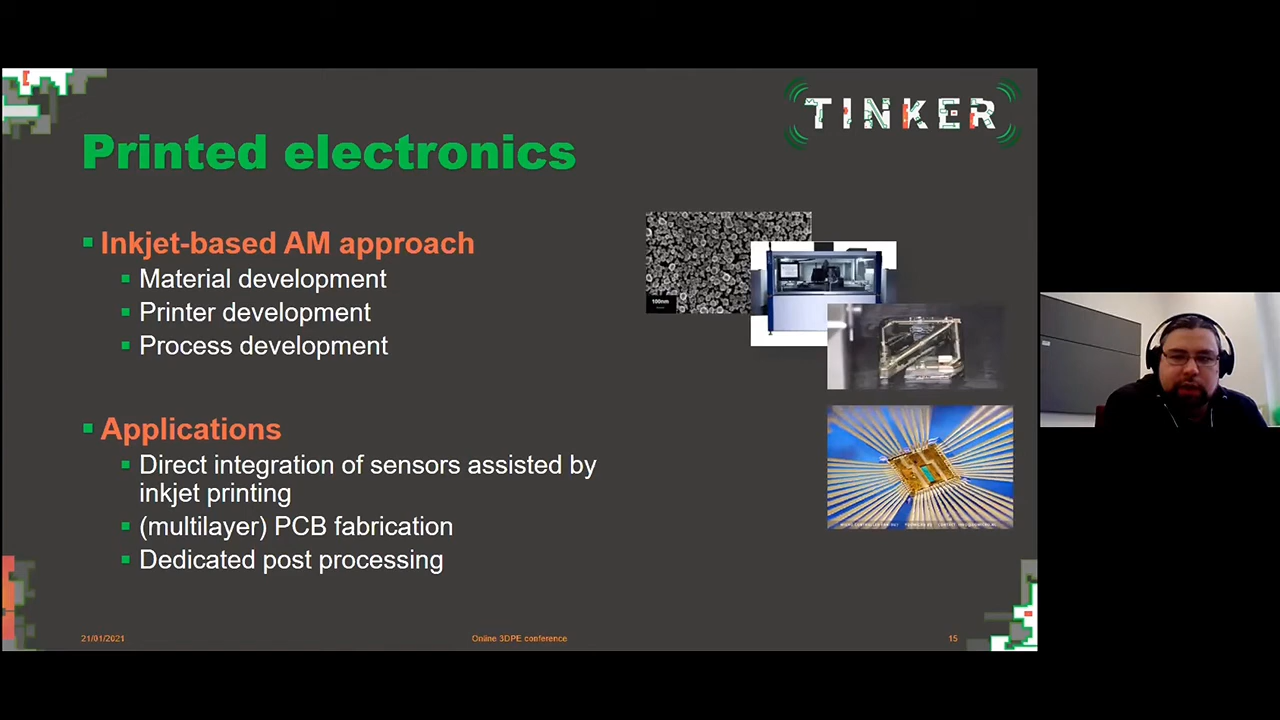 TINKER
Printed electronics
Inkjet-based AM approach
Material development
Printer development
Process development
100nm
Applications
Direct integration of sensors assisted by
inkjet printing
(multilayer) PCB fabrication
Dedicated post processing
21/01/2021
Online 3DPE conference
15